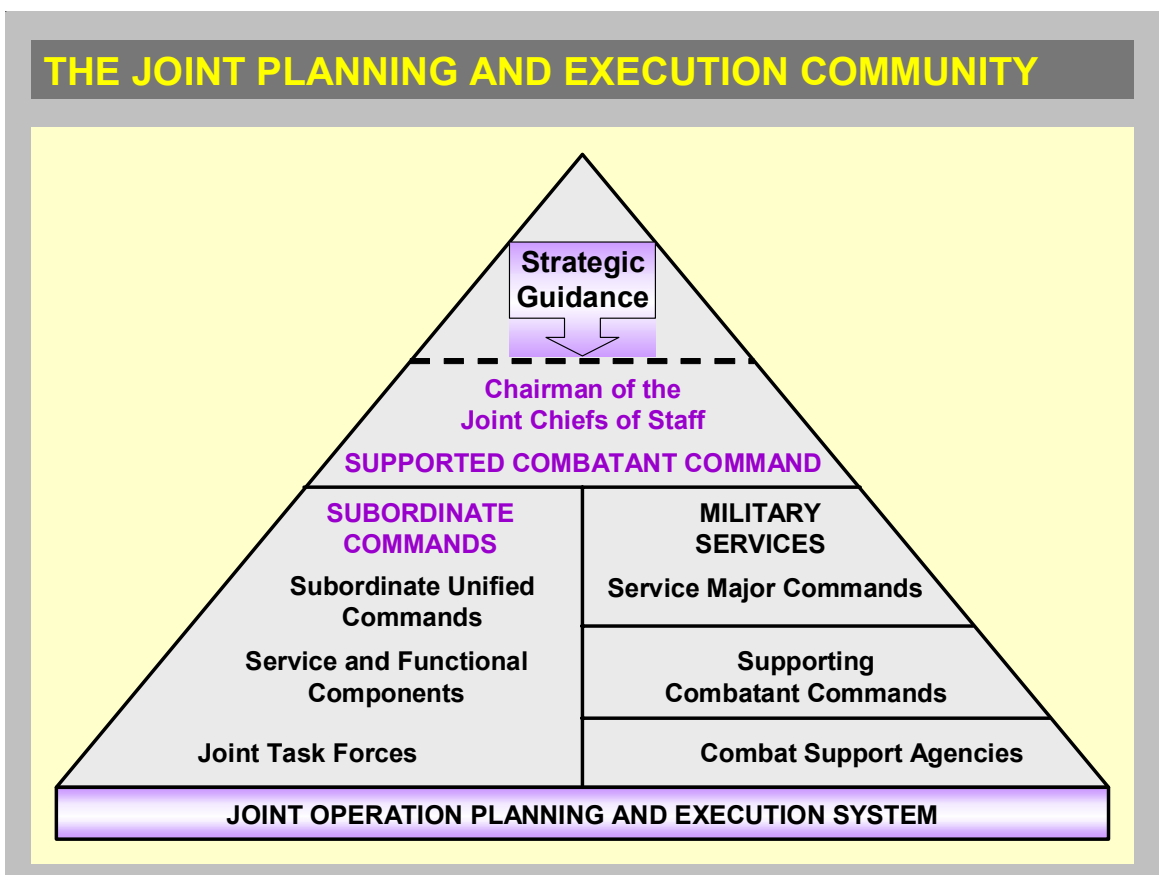 THE JOINT PLANNING AND EXECUTION COMMUNITY
Strategic
Guidance
Chairman of the
Joint Chiefs of Staff
SUPPORTED COMBATANT COMMAND
SUBORDINATE
COMMANDS
Subordinate Unified
Commands
Service and Functional
Components
Joint Task Forces
MILITARY
SERVICES
Service Major Commands
Supporting
Combatant Commands
Combat Support Agencies
JOINT OPERATION PLANNING AND EXECUTION SYSTEM